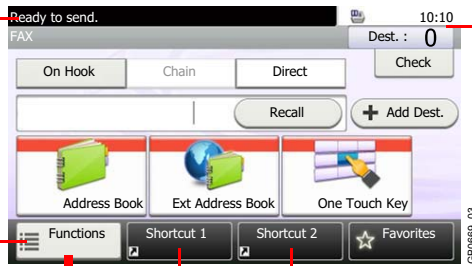 Ready to send.
10:10
FAX
Dest. :
0
On Hook
Chain
Direct
Check
Recall
Add Dest.
Address Book
Ext Address Book
One Touch Key
Functions
Shortcut 1
Shortcut 2
Favorites
GB0669_03